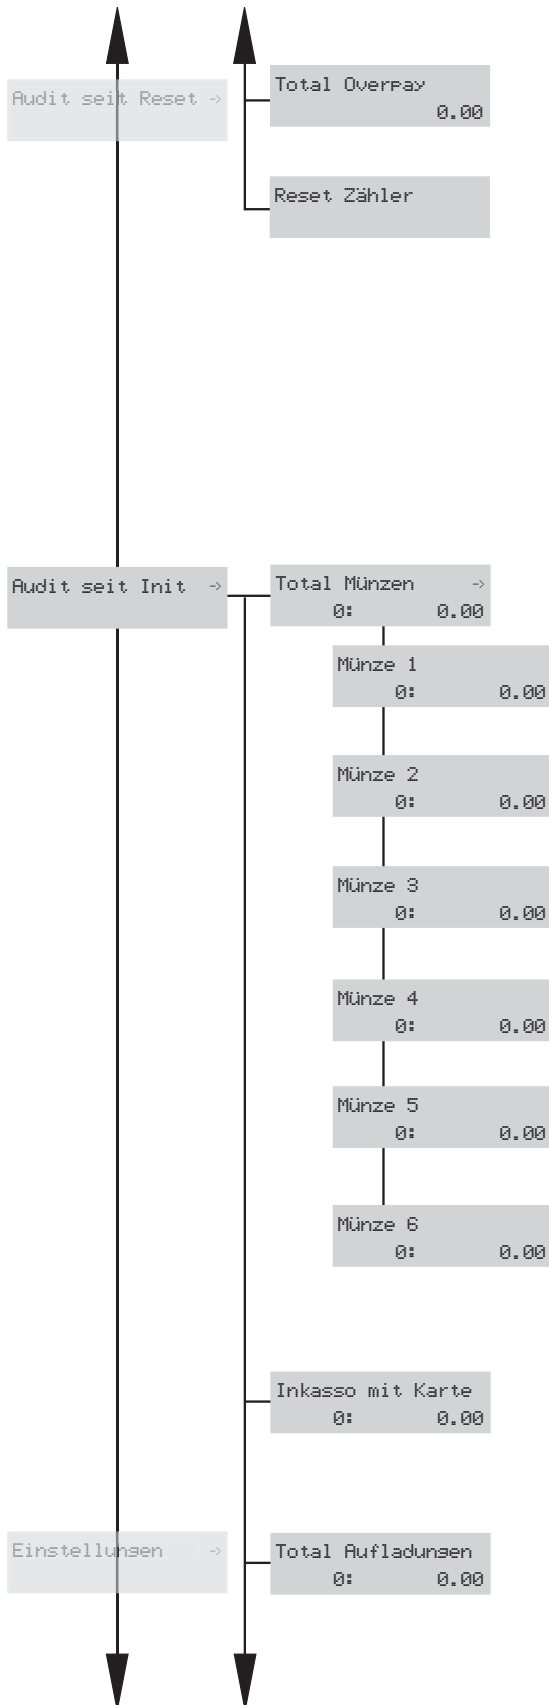 Total Overpay
0.00
Audit seit Reset ->
Reset Zähler
Audit seit Init ->
Total Münzen ->
0: 0.00
Münze 1
0: 0.00
Münze 2
0: 0.00
Münze 3
0: 0.00
Münze 4
0: 0.00
Münze 5
0: 0.00
Münze 6
0: 0.00
Inkasso mit Karte
0: 0.00
Einstellungen ->
Total Aufladungen
0: 0.00